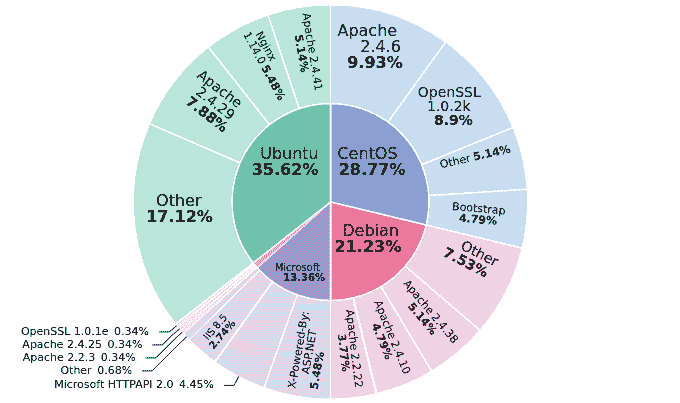 Apache
2.4.6
9.93%
OpenSSL
1.0.2k
8.9%
Other 5.14%
Bootstrap
4.79%
Other
7.53%
Apache 2.4.38
5.14%
Apache 2.4.10
4.79%
Apache 2.2.22
3.77%
X-Powered-By:
ASP.NET
5.48%
IIS 8.5
2.74%
Other
17.12%
Apache
2.4.29
7.88%
Nginx
1.14.0 5.48%
Apache 2.4.41
5.14%
Ubuntu
35.62%
CentOS
28.77%
Debian
21.23%
Microsoft
13.36%
OpenSSL 1.0.1e 0.34%
Apache 2.4.25 0.34%
Apache 2.2.3 0.34%
Other 0.68%
Microsoft HTTPAPI 2.0 4.45%